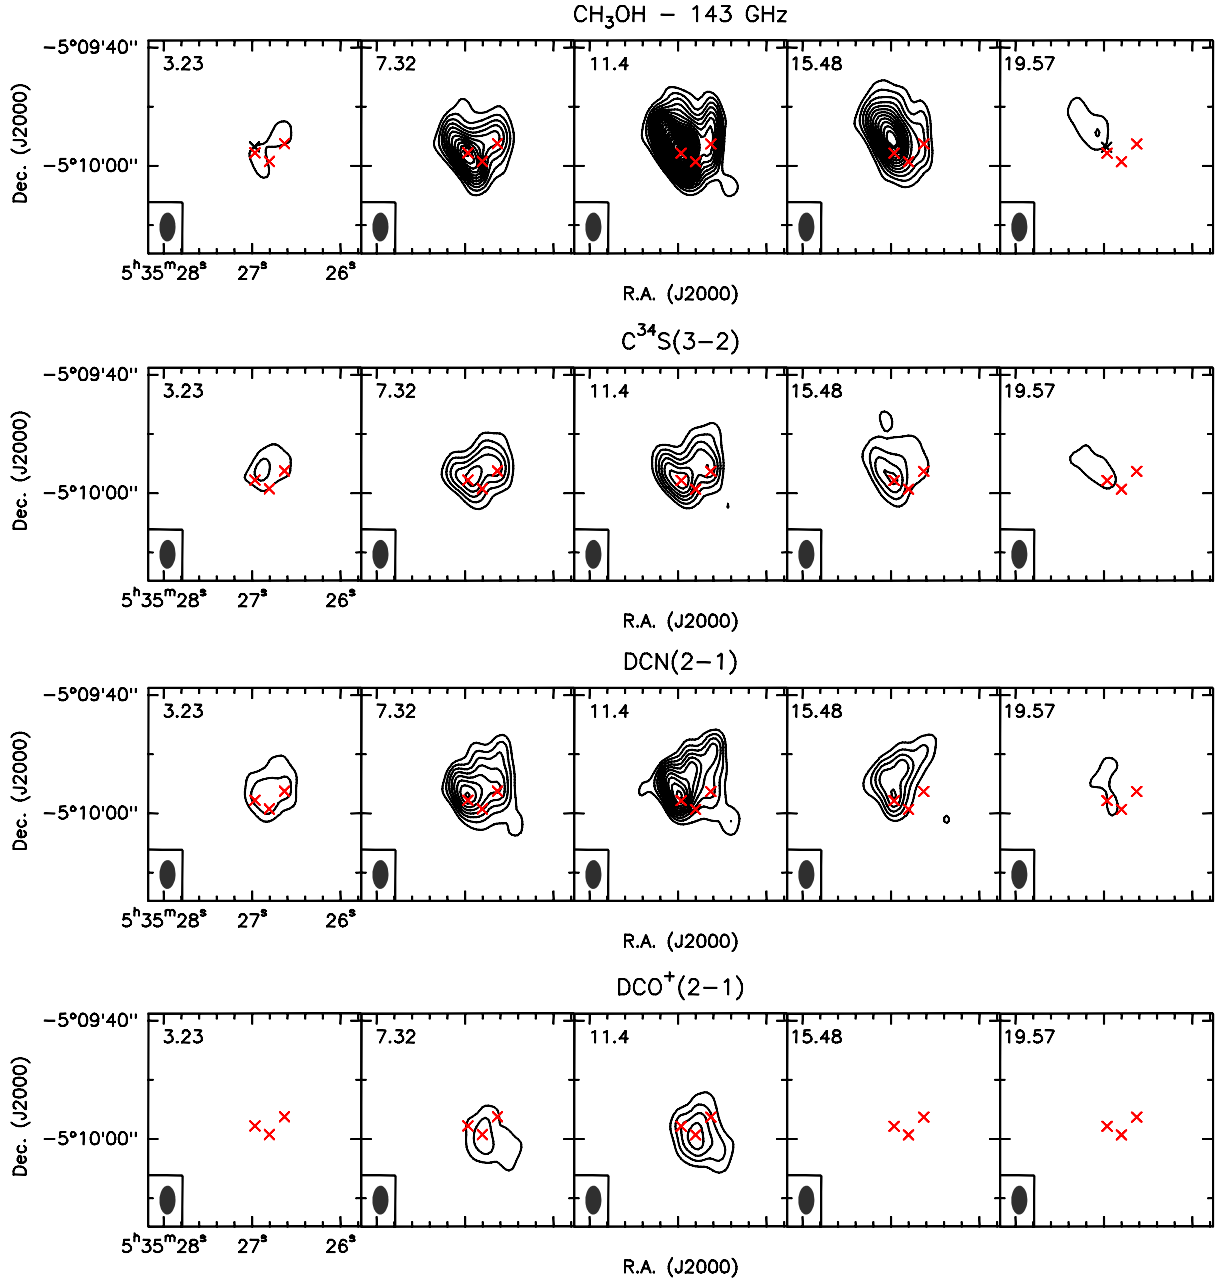 CH₃OH − 143 GHz
−5°09'40"
3.23
7.32
11.4
15.48
19.57
Dec. (J2000)
−5°10'00"
5ʰ35ᵐ28ˢ 27ˢ 26ˢ
R.A. (J2000)
C³⁴S(3−2)
−5°09'40"
3.23
7.32
11.4
15.48
19.57
Dec. (J2000)
−5°10'00"
5ʰ35ᵐ28ˢ 27ˢ 26ˢ
R.A. (J2000)
DCN(2−1)
−5°09'40"
3.23
7.32
11.4
15.48
19.57
Dec. (J2000)
−5°10'00"
5ʰ35ᵐ28ˢ 27ˢ 26ˢ
R.A. (J2000)
DCO⁺(2−1)
−5°09'40"
3.23
7.32
11.4
15.48
19.57
Dec. (J2000)
−5°10'00"
5ʰ35ᵐ28ˢ 27ˢ 26ˢ
R.A. (J2000)